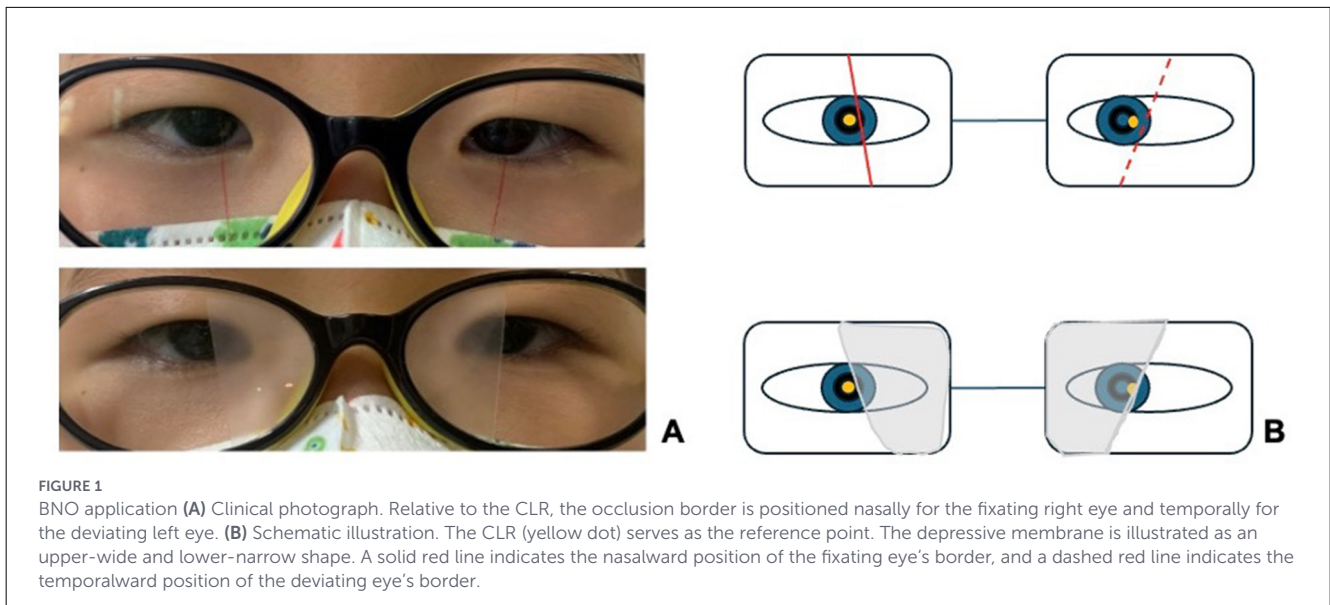 A
B
FIGURE 1
BNO application (A) Clinical photograph. Relative to the CLR, the occlusion border is positioned nasally for the fixating right eye and temporally for
the deviating left eye. (B) Schematic illustration. The CLR (yellow dot) serves as the reference point. The depressive membrane is illustrated as an
upper-wide and lower-narrow shape. A solid red line indicates the nasalward position of the fixating eye's border, and a dashed red line indicates the
temporalward position of the deviating eye's border.